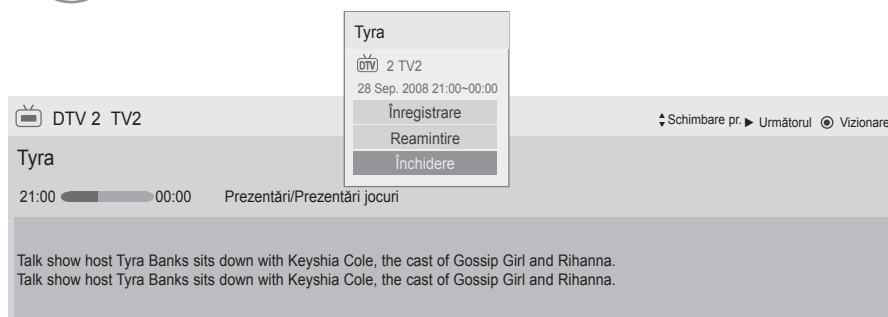 Tyra
DTV 2 TV2
28 Sep. 2008 21:00~00:00
Înregistrare
Reamintire
Închidere
DTV 2 TV2
Schimbare pr. Următorul Vizionare
Tyra
21:00 00:00 Prezentări/Prezentări jocuri
Talk show host Tyra Banks sits down with Keyshia Cole, the cast of Gossip Girl and Rihanna.
Talk show host Tyra Banks sits down with Keyshia Cole, the cast of Gossip Girl and Rihanna.